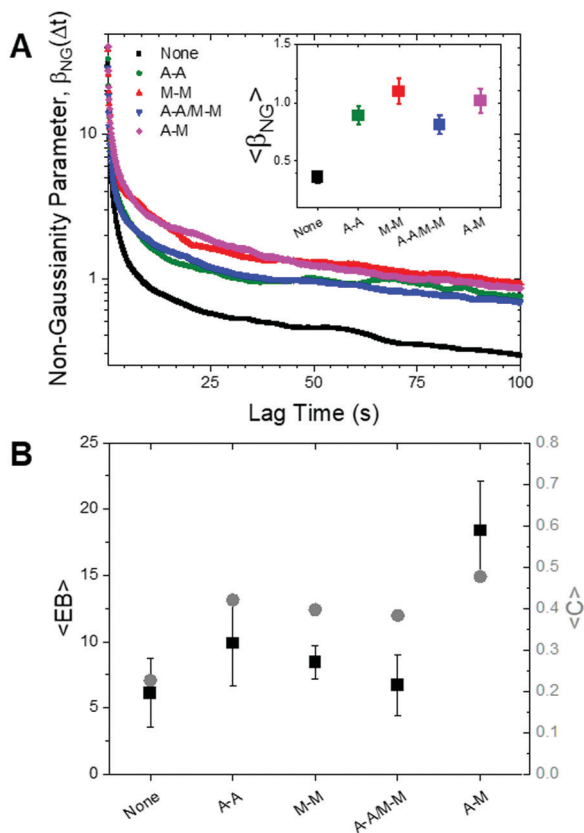 A
Non-Gaussianity Parameter, βNG(Δt)
10
1
None
A-A
M-M
A-A/M-M
A-M
<βNG>
1.5
1.0
0.5
None
A-A
M-M
A-A/M-M
A-M
25
50
75
100
Lag Time (s)
B
<EB>
25
20
15
10
5
0
0.8
0.7
0.6
0.5
0.4
0.3
0.2
0.1
0.0
<C>
None
A-A
M-M
A-A/M-M
A-M